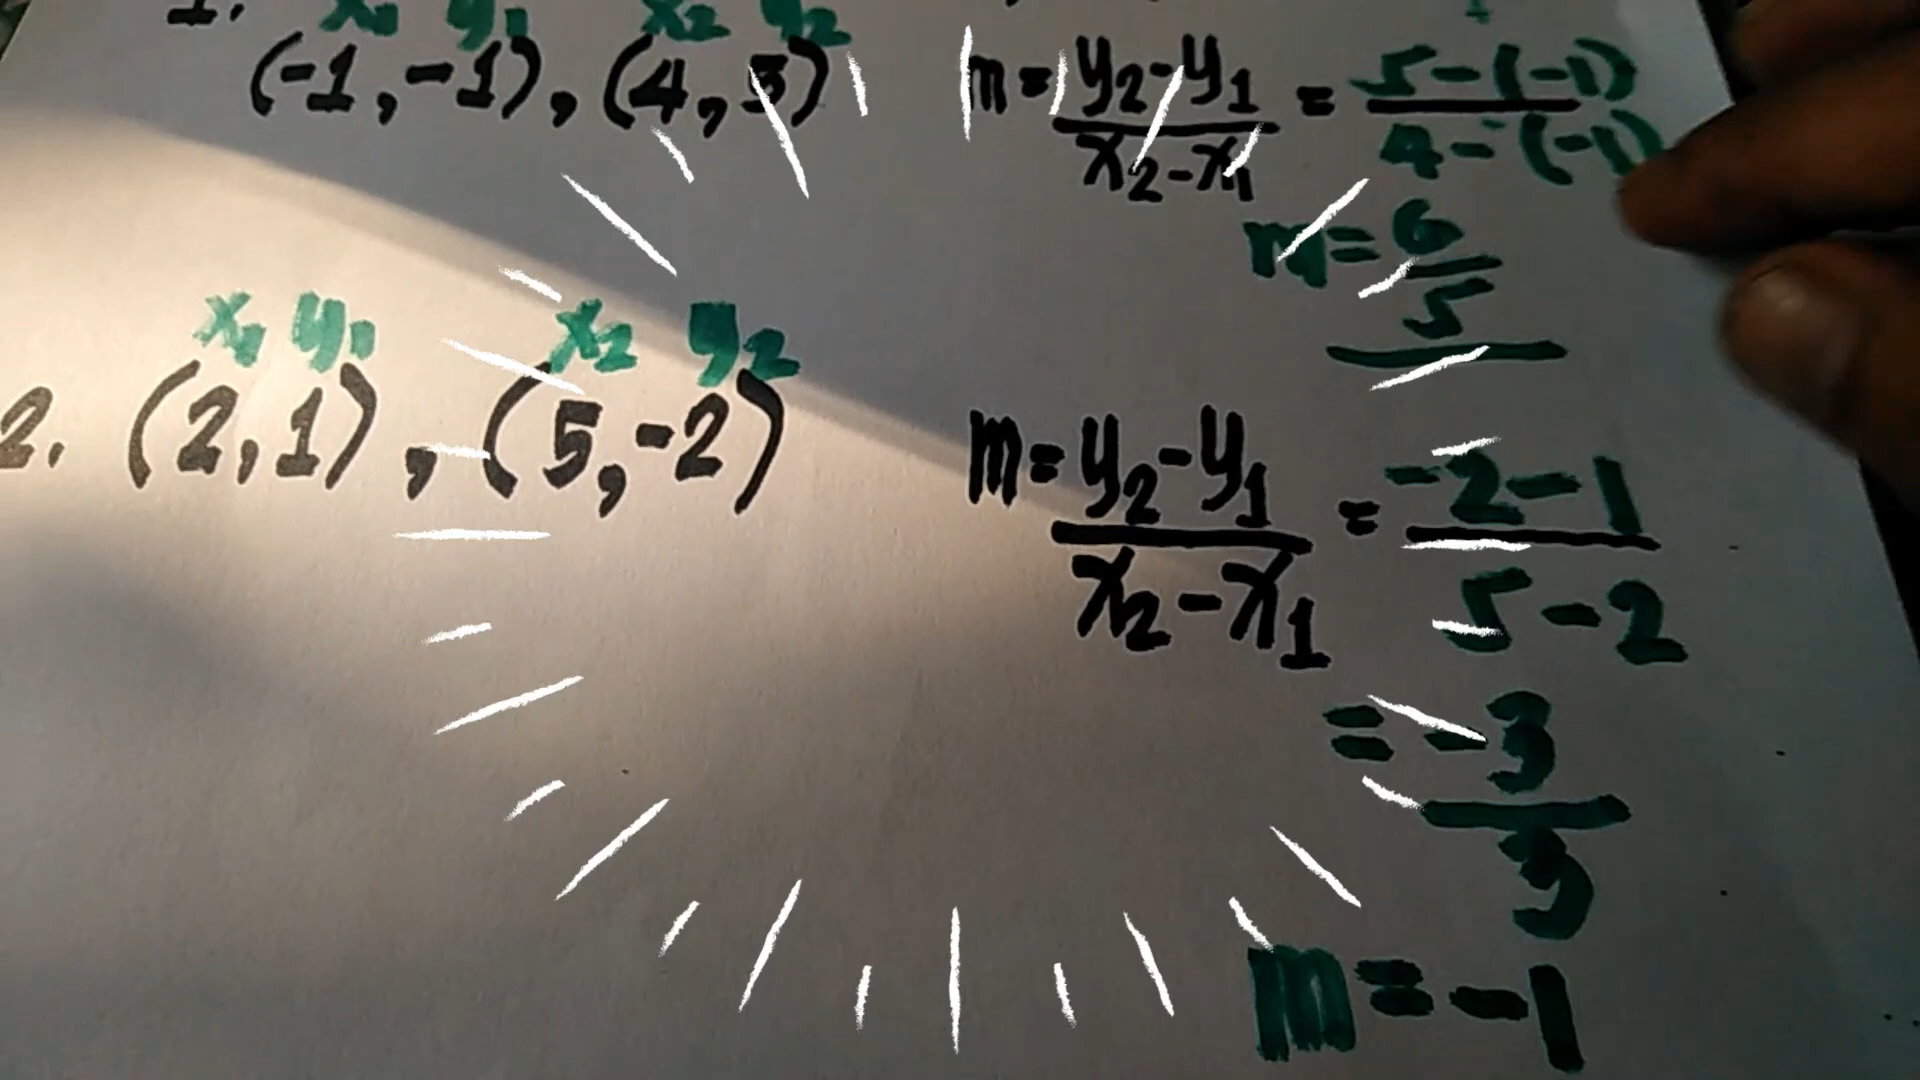 1. (-1, -1), (4, 5)
x1 y1 x2 y2
m = y2-y1 / x2-x1 = 5-(-1) / 4-(-1)
m = 6/5
x1 y1 x2 y2
2. (2, 1), (5, -2)
m = y2-y1 / x2-x1 = -2-1 / 5-2
= -3/3
m = -1